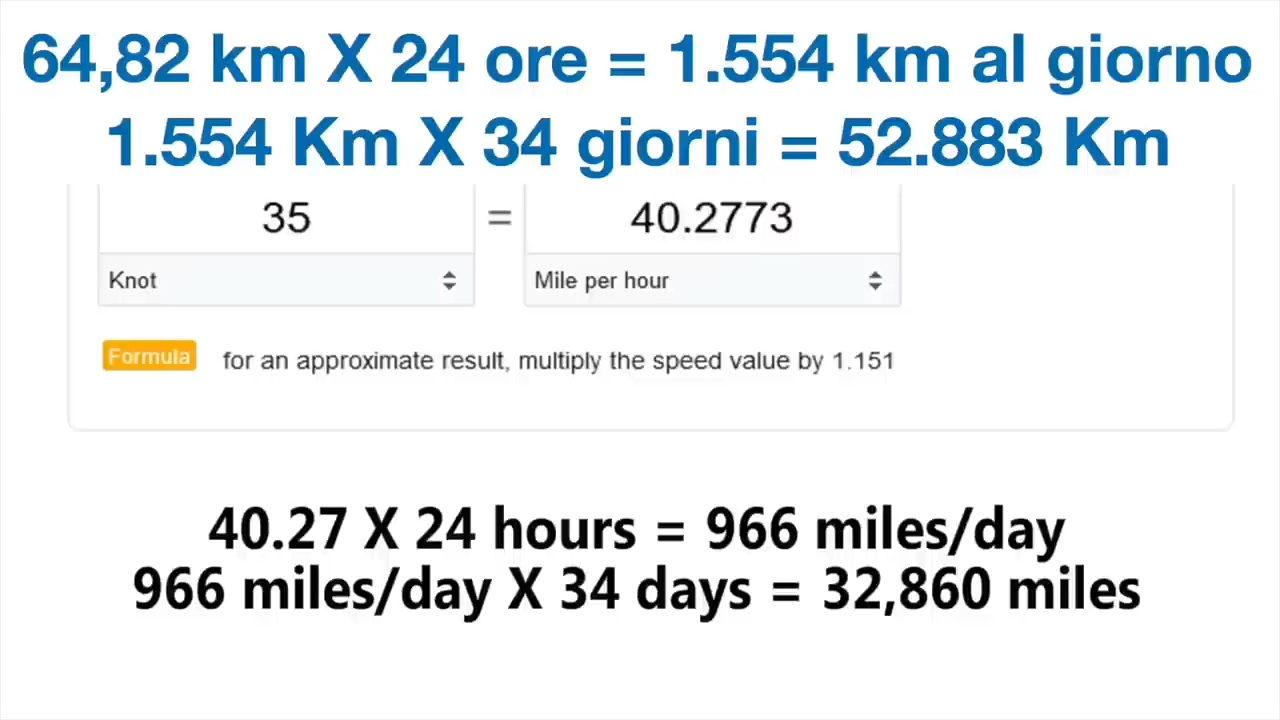 64,82 km X 24 ore = 1.554 km al giorno
1.554 Km X 34 giorni = 52.883 Km
35 = 40.2773
Knot Mile per hour
Formula for an approximate result, multiply the speed value by 1.151
40.27 X 24 hours = 966 miles/day
966 miles/day X 34 days = 32,860 miles